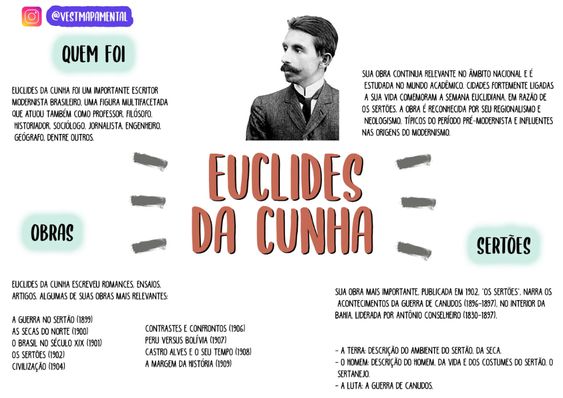 @VESTMAPAMENTAL
QUEM FOI
EUCLIDES DA CUNHA FOI UM IMPORTANTE ESCRITOR
MODERNISTA BRASILEIRO. UMA FIGURA MULTIFACETADA
QUE ATUOU TAMBÉM COMO PROFESSOR, FILÓSOFO,
HISTORIADOR, SOCIÓLOGO, JORNALISTA, ENGENHEIRO,
GEÓGRAFO, DENTRE OUTROS.
SUA OBRA CONTINUA RELEVANTE NO ÂMBITO NACIONAL E É
ESTUDADA NO MUNDO ACADÊMICO. CIDADES FORTEMENTE LIGADAS
A SUA VIDA COMEMORAM A SEMANA EUCLIDIANA, EM RAZÃO DE
OS SERTÕES. A OBRA É RECONHECIDA POR SEU REGIONALISMO E
NEOLOGISMO, TÍPICOS DO PERÍODO PRÉ-MODERNISTA E INFLUENTES
NAS ORIGENS DO MODERNISMO.
EUCLIDES
DA CUNHA
OBRAS
EUCLIDES DA CUNHA ESCREVEU ROMANCES, ENSAIOS,
ARTIGOS. ALGUMAS DE SUAS OBRAS MAIS RELEVANTES:
A GUERRA NO SERTÃO (1899)
AS SECAS DO NORTE (1900)
O BRASIL NO SÉCULO XIX (1901)
OS SERTÕES (1902)
CIVILIZAÇÃO (1904)
CONTRASTES E CONFRONTOS (1906)
PERU VERSUS BOLÍVIA (1907)
CASTRO ALVES E O SEU TEMPO (1908)
A MARGEM DA HISTÓRIA (1909)
SERTÕES
SUA OBRA MAIS IMPORTANTE, PUBLICADA EM 1902, "OS SERTÕES", NARRA OS
ACONTECIMENTOS DA GUERRA DE CANUDOS (1896-1897), NO INTERIOR DA
BAHIA, LIDERADA POR ANTÔNIO CONSELHEIRO (1830-1897).
- A TERRA: DESCRIÇÃO DO AMBIENTE DO SERTÃO, DA SECA.
- O HOMEM: DESCRIÇÃO DO HOMEM, DA VIDA E DOS COSTUMES DO SERTÃO, O
SERTANEJO.
- A LUTA: A GUERRA DE CANUDOS.